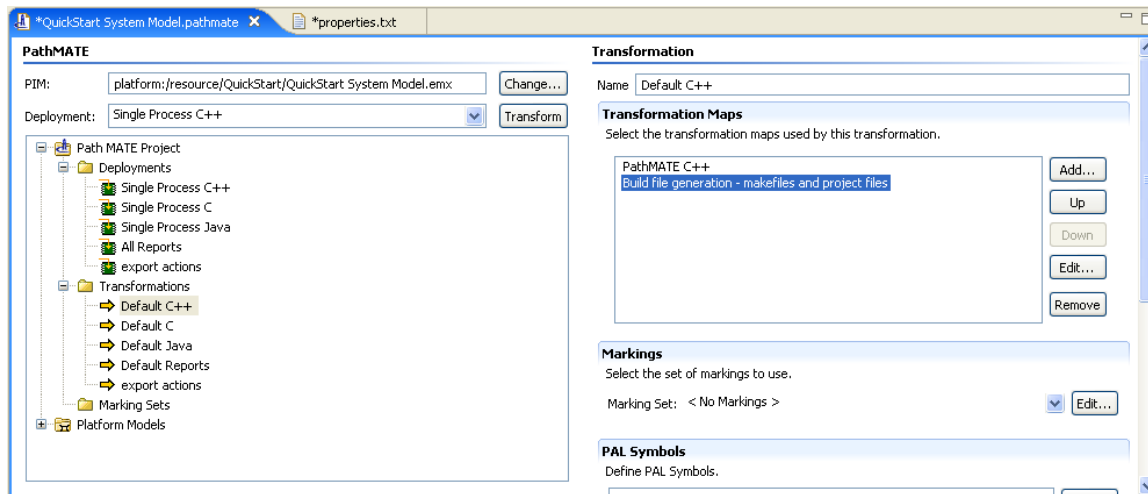 *QuickStart System Model.pathmate
*properties.txt
PathMATE
PIM: platform:/resource/QuickStart/QuickStart System Model.emx Change...
Deployment: Single Process C++ Transform
Path MATE Project
Deployments
Single Process C++
Single Process C
Single Process Java
All Reports
export actions
Transformations
Default C++
Default C
Default Java
Default Reports
export actions
Marking Sets
Platform Models
Transformation
Name Default C++
Transformation Maps
Select the transformation maps used by this transformation.
PathMATE C++
Build file generation - makefiles and project files
Add...
Up
Down
Edit...
Remove
Markings
Select the set of markings to use.
Marking Set: < No Markings > Edit...
PAL Symbols
Define PAL Symbols.